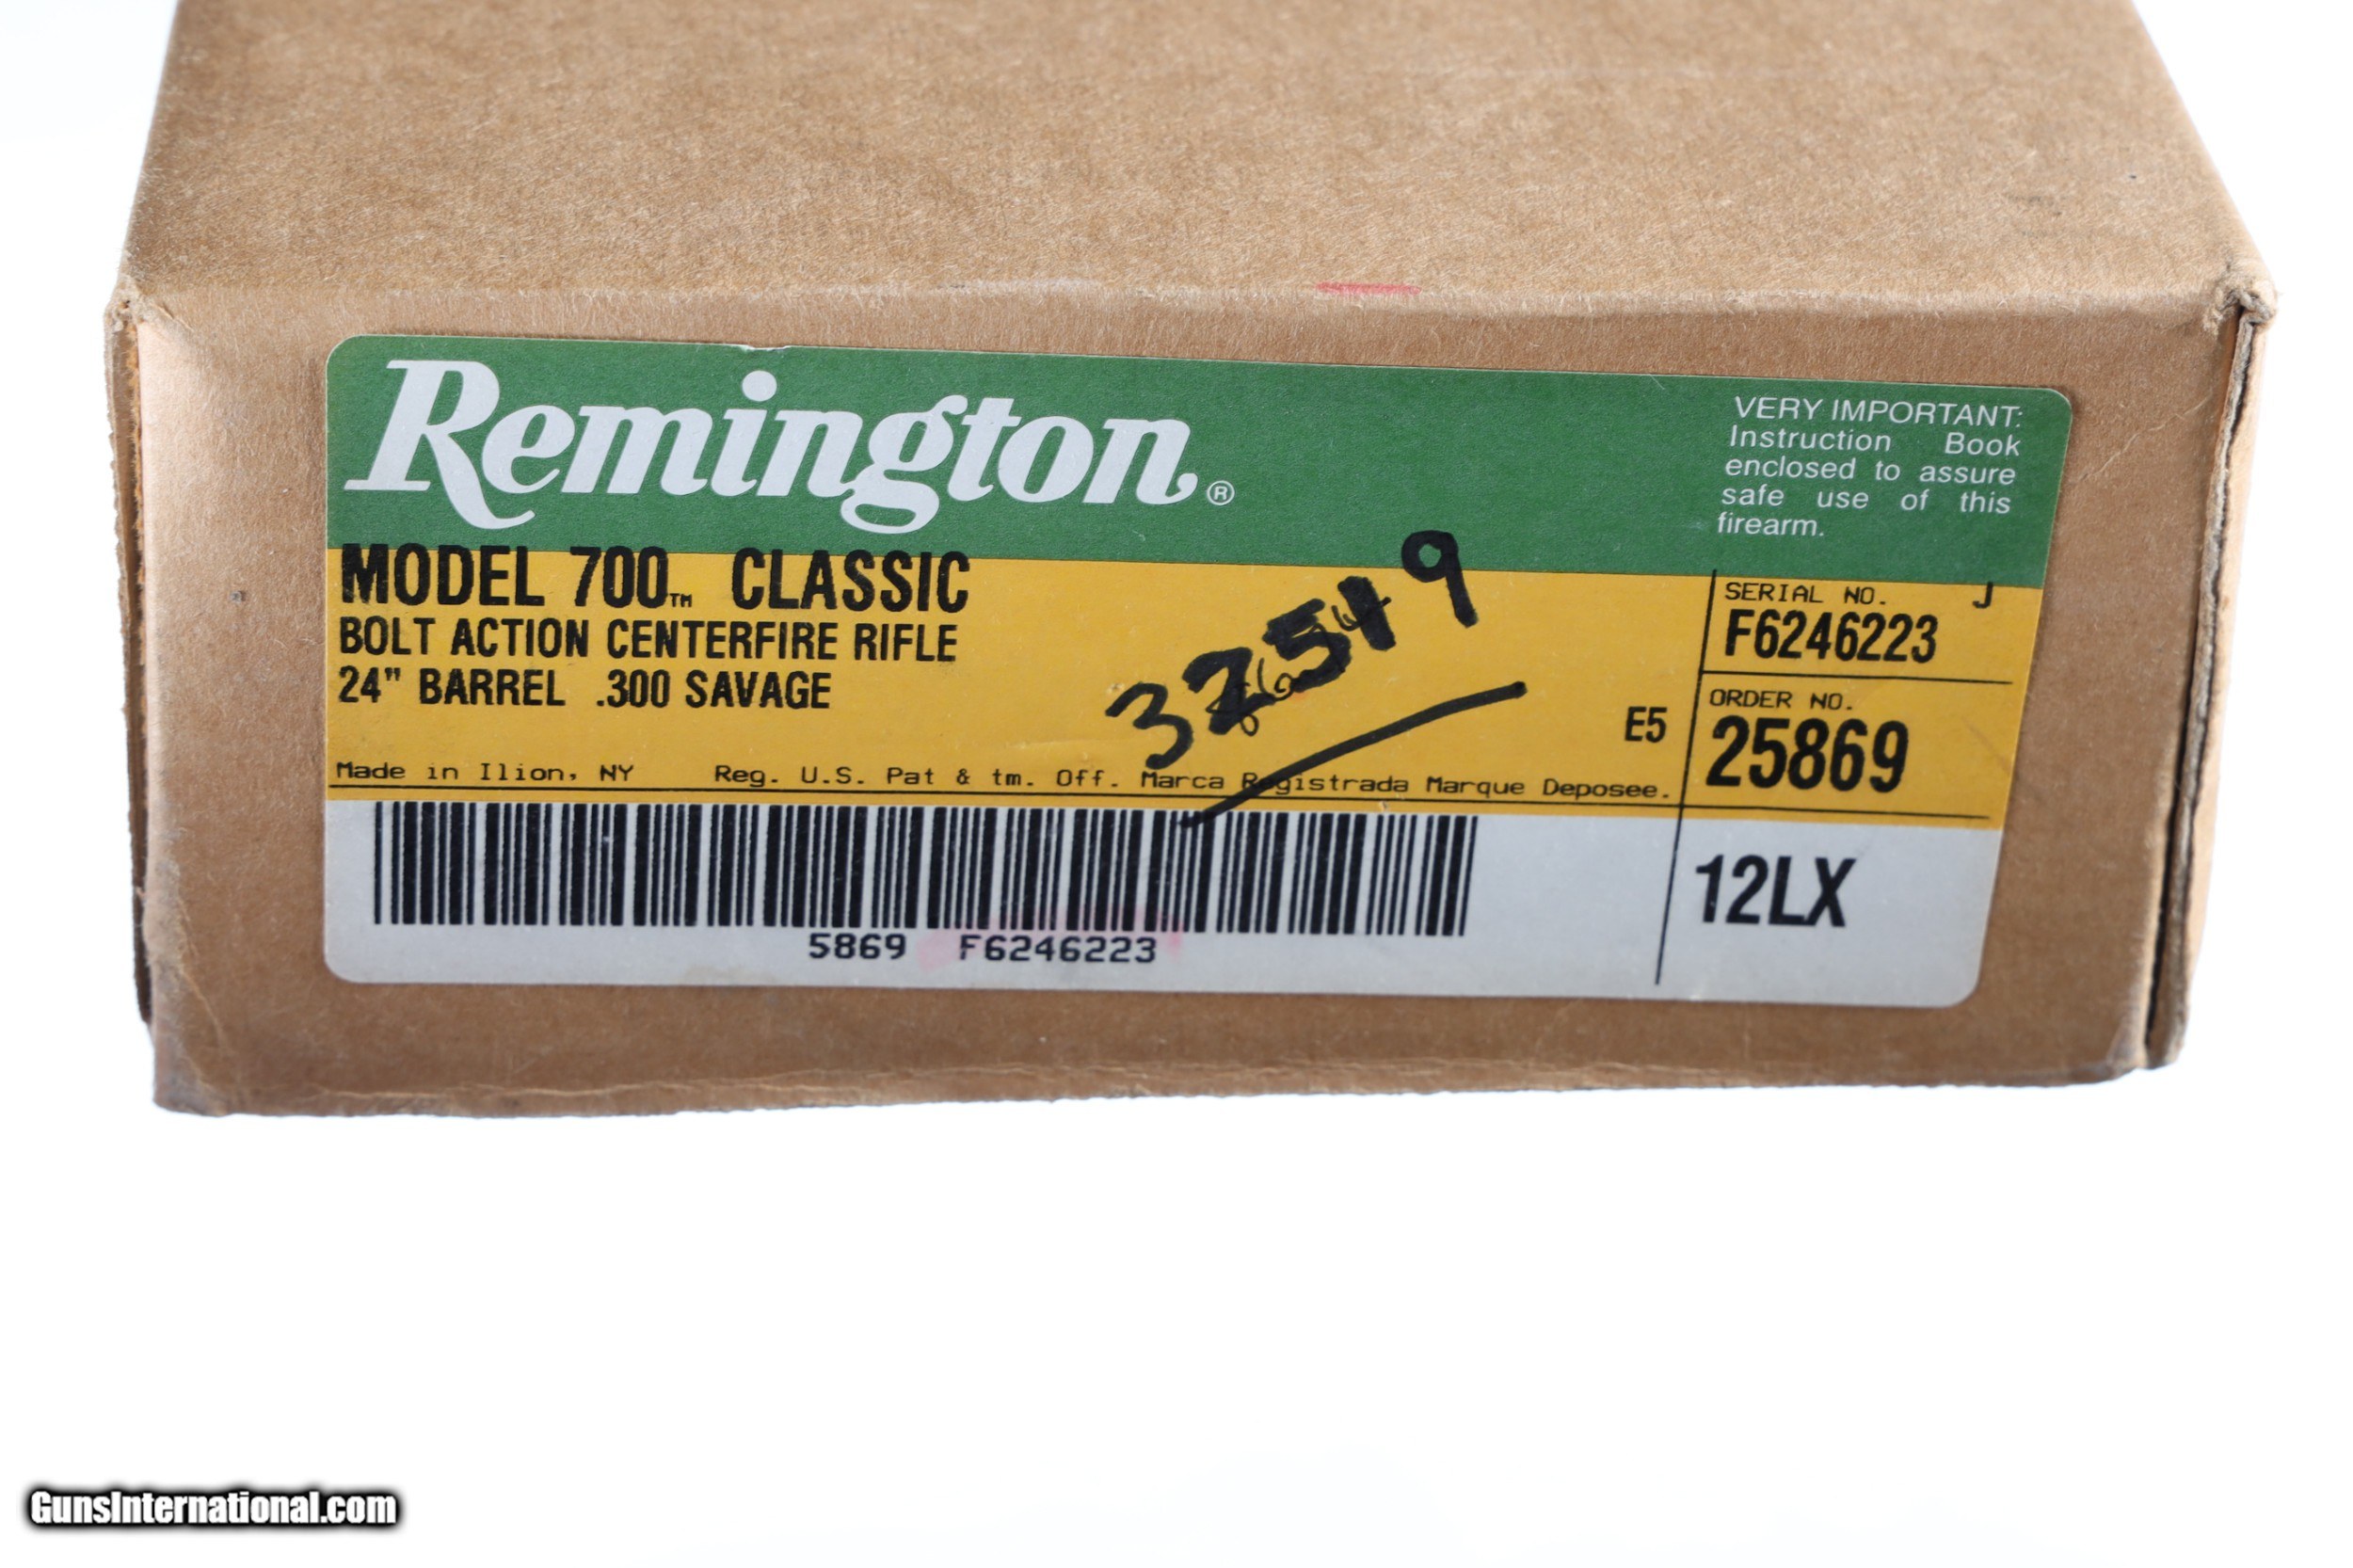 Remington®
VERY IMPORTANT:
Instruction Book
enclosed to assure
safe use of this
firearm.
MODEL 700™ CLASSIC
BOLT ACTION CENTERFIRE RIFLE
24" BARREL .300 SAVAGE
32549
E5
SERIAL NO. J
F6246223
ORDER NO.
25869
Made in Ilion, NY Reg. U.S. Pat & tm. Off. Marca Registrada Marque Deposee.
12LX
5869 F6246223
GunsInternational.com